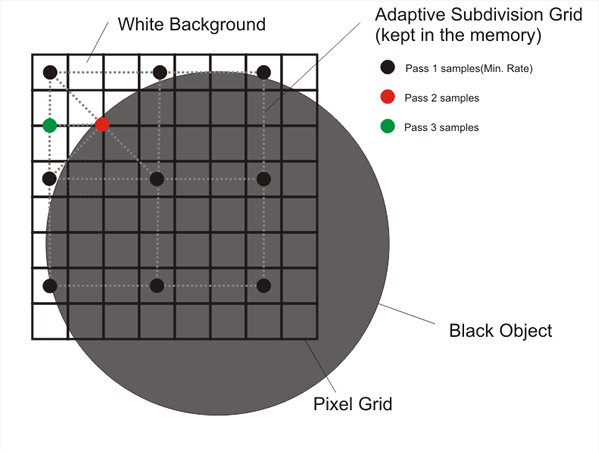 White Background
Adaptive Subdivision Grid
(kept in the memory)
Pass 1 samples(Min. Rate)
Pass 2 samples
Pass 3 samples
Black Object
Pixel Grid